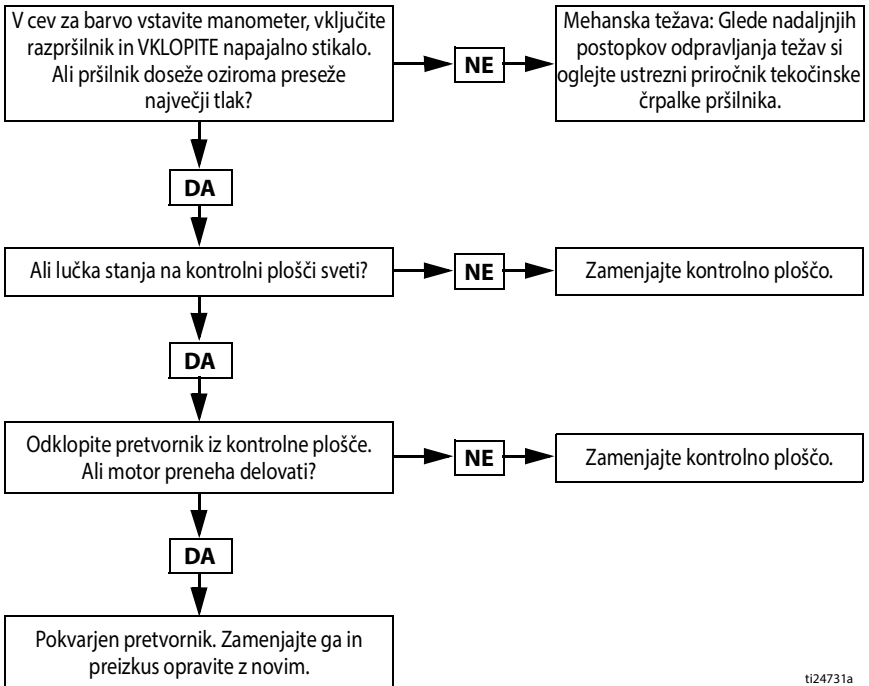 V cev za barvo vstavite manometer, vključite
razpršilnik in VKLOPITE napajalno stikalo.
Ali pršilnik doseže oziroma preseže
največji tlak?
NE
Mehanska težava: Glede nadaljnjih
postopkov odpravljanja težav si
oglejte ustrezni priročnik tekočinske
črpalke pršilnika.
DA
Ali lučka stanja na kontrolni plošči sveti?
NE
Zamenjajte kontrolno ploščo.
DA
Odklopite pretvornik iz kontrolne plošče.
Ali motor preneha delovati?
NE
Zamenjajte kontrolno ploščo.
DA
Pokvarjen pretvornik. Zamenjajte ga in
preizkus opravite z novim.
ti24731a